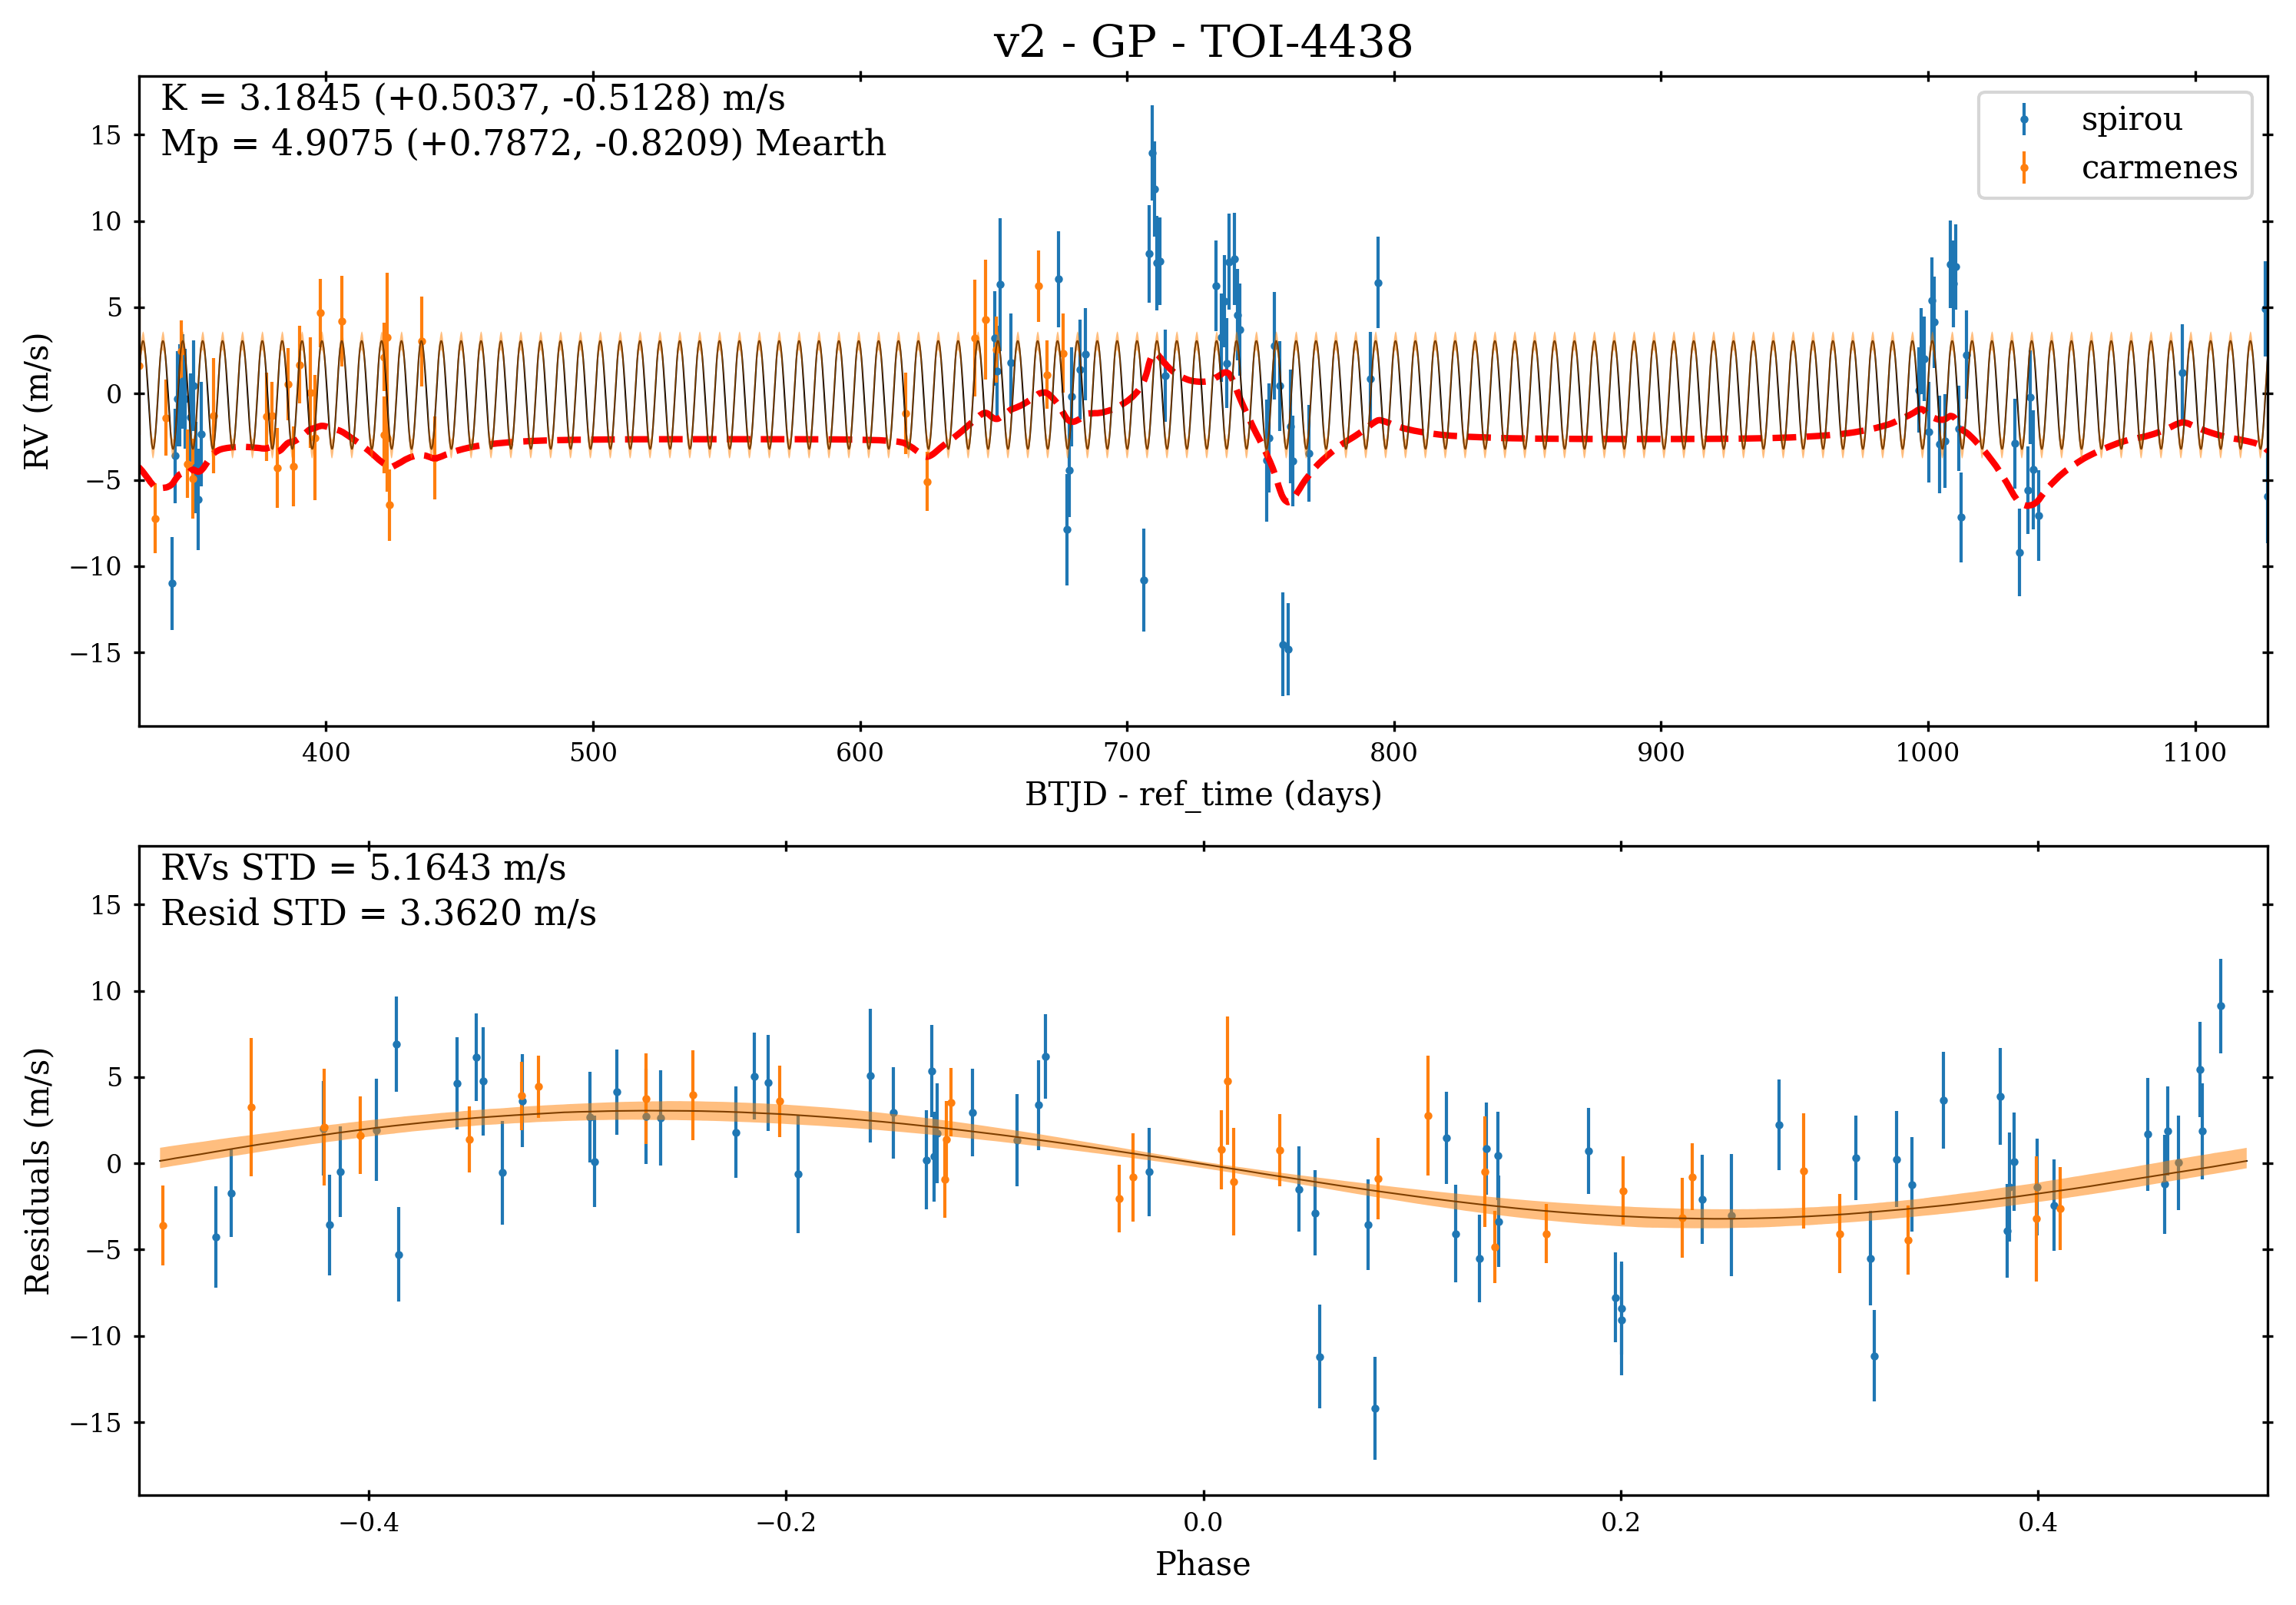 v2 - GP - TOI-4438
K = 3.1845 (+0.5037, -0.5128) m/s
Mp = 4.9075 (+0.7872, -0.8209) Mearth
spirou
carmenes
RV (m/s)
15
10
5
0
−5
−10
−15
400 500 600 700 800 900 1000 1100
BTJD - ref_time (days)
RVs STD = 5.1643 m/s
Resid STD = 3.3620 m/s
Residuals (m/s)
15
10
5
0
−5
−10
−15
−0.4 −0.2 0.0 0.2 0.4
Phase